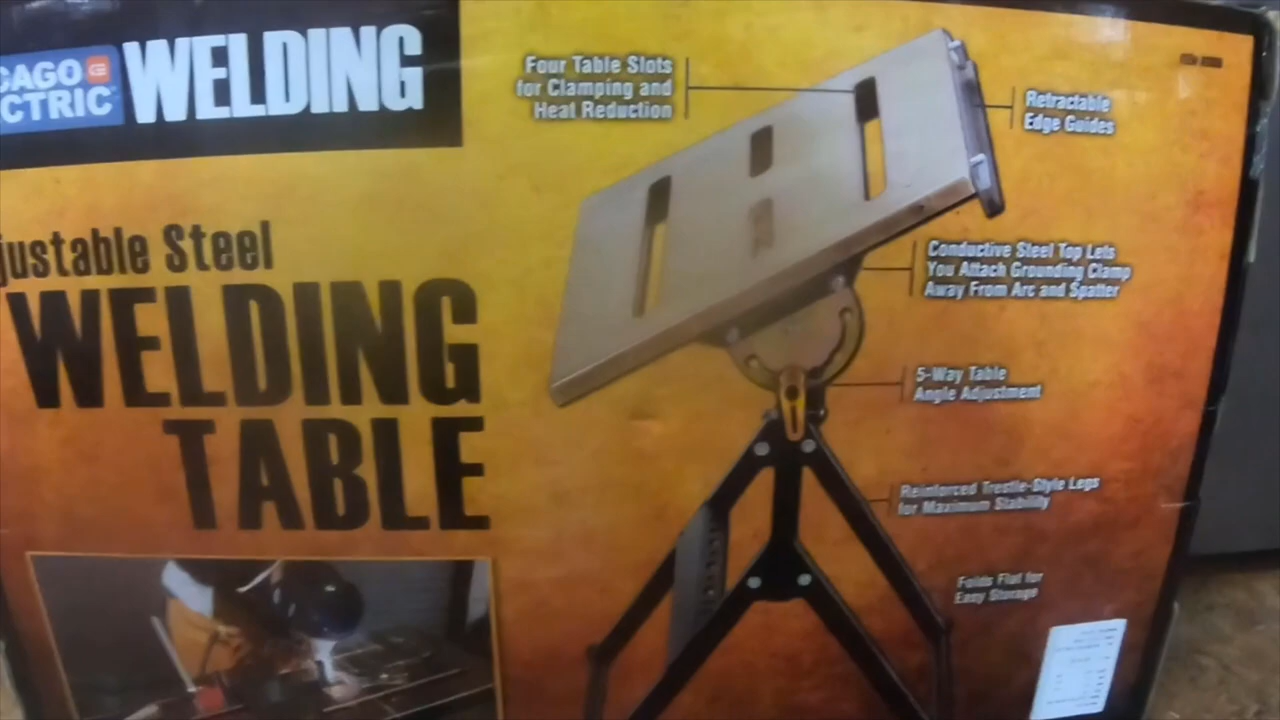 CAGO
CTRIC
WELDING
justable Steel
WELDING
TABLE
Four Table Slots
for Clamping and
Heat Reduction
Retractable
Edge Guides
Conductive Steel Top Lets
You Attach Grounding Clamp
Away From Arc and Spatter
5-Way Table
Angle Adjustment
Reinforced Trestle-Style Legs
for Maximum Stability
Folds Flat for
Easy Storage